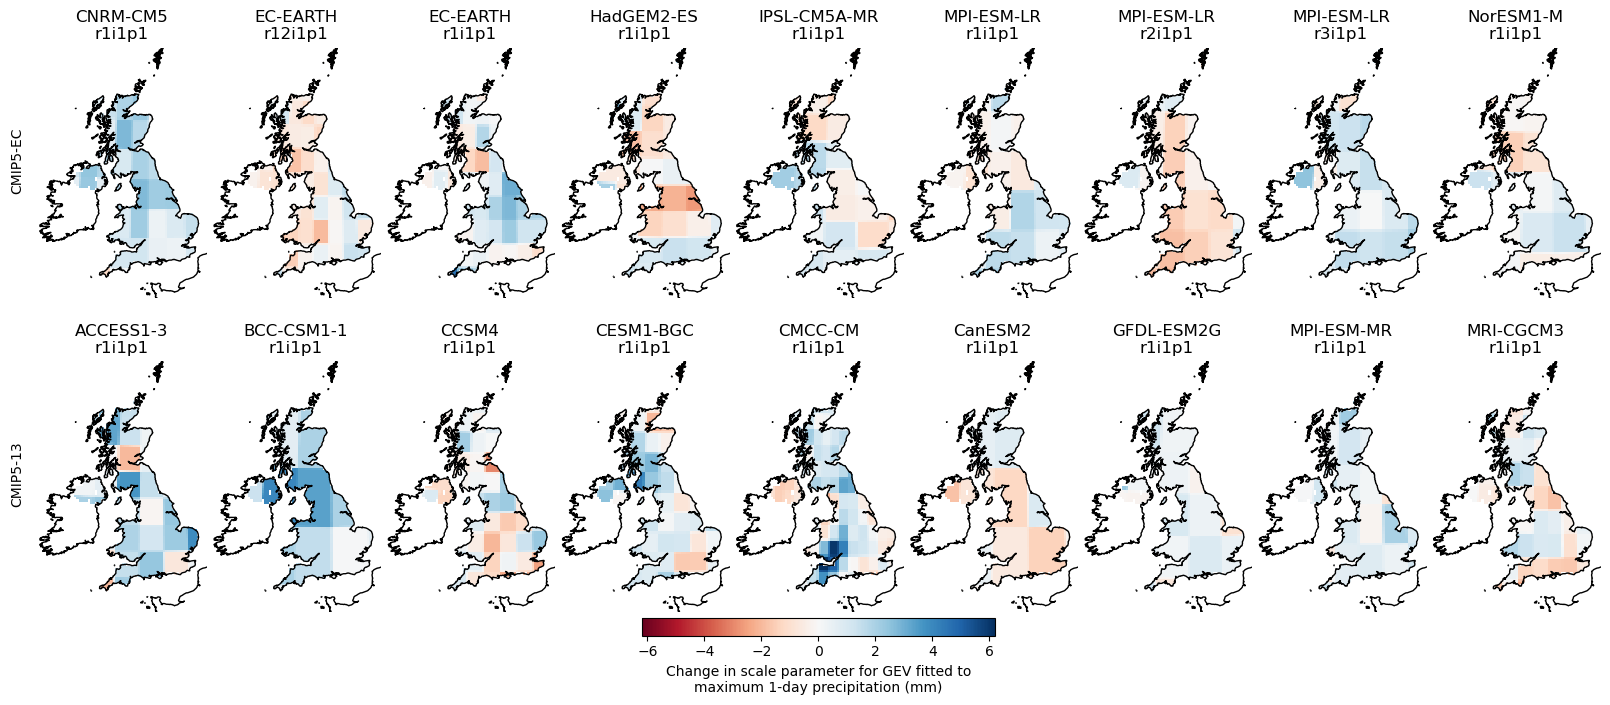 CNRM-CM5 EC-EARTH EC-EARTH HadGEM2-ES IPSL-CM5A-MR MPI-ESM-LR MPI-ESM-LR MPI-ESM-LR NorESM1-M
r1i1p1 r12i1p1 r1i1p1 r1i1p1 r1i1p1 r1i1p1 r2i1p1 r3i1p1 r1i1p1
CMIP5-EC
ACCESS1-3 BCC-CSM1-1 CCSM4 CESM1-BGC CMCC-CM CanESM2 GFDL-ESM2G MPI-ESM-MR MRI-CGCM3
r1i1p1 r1i1p1 r1i1p1 r1i1p1 r1i1p1 r1i1p1 r1i1p1 r1i1p1 r1i1p1
CMIP5-13
−6 −4 −2 0 2 4 6
Change in scale parameter for GEV fitted to
maximum 1-day precipitation (mm)